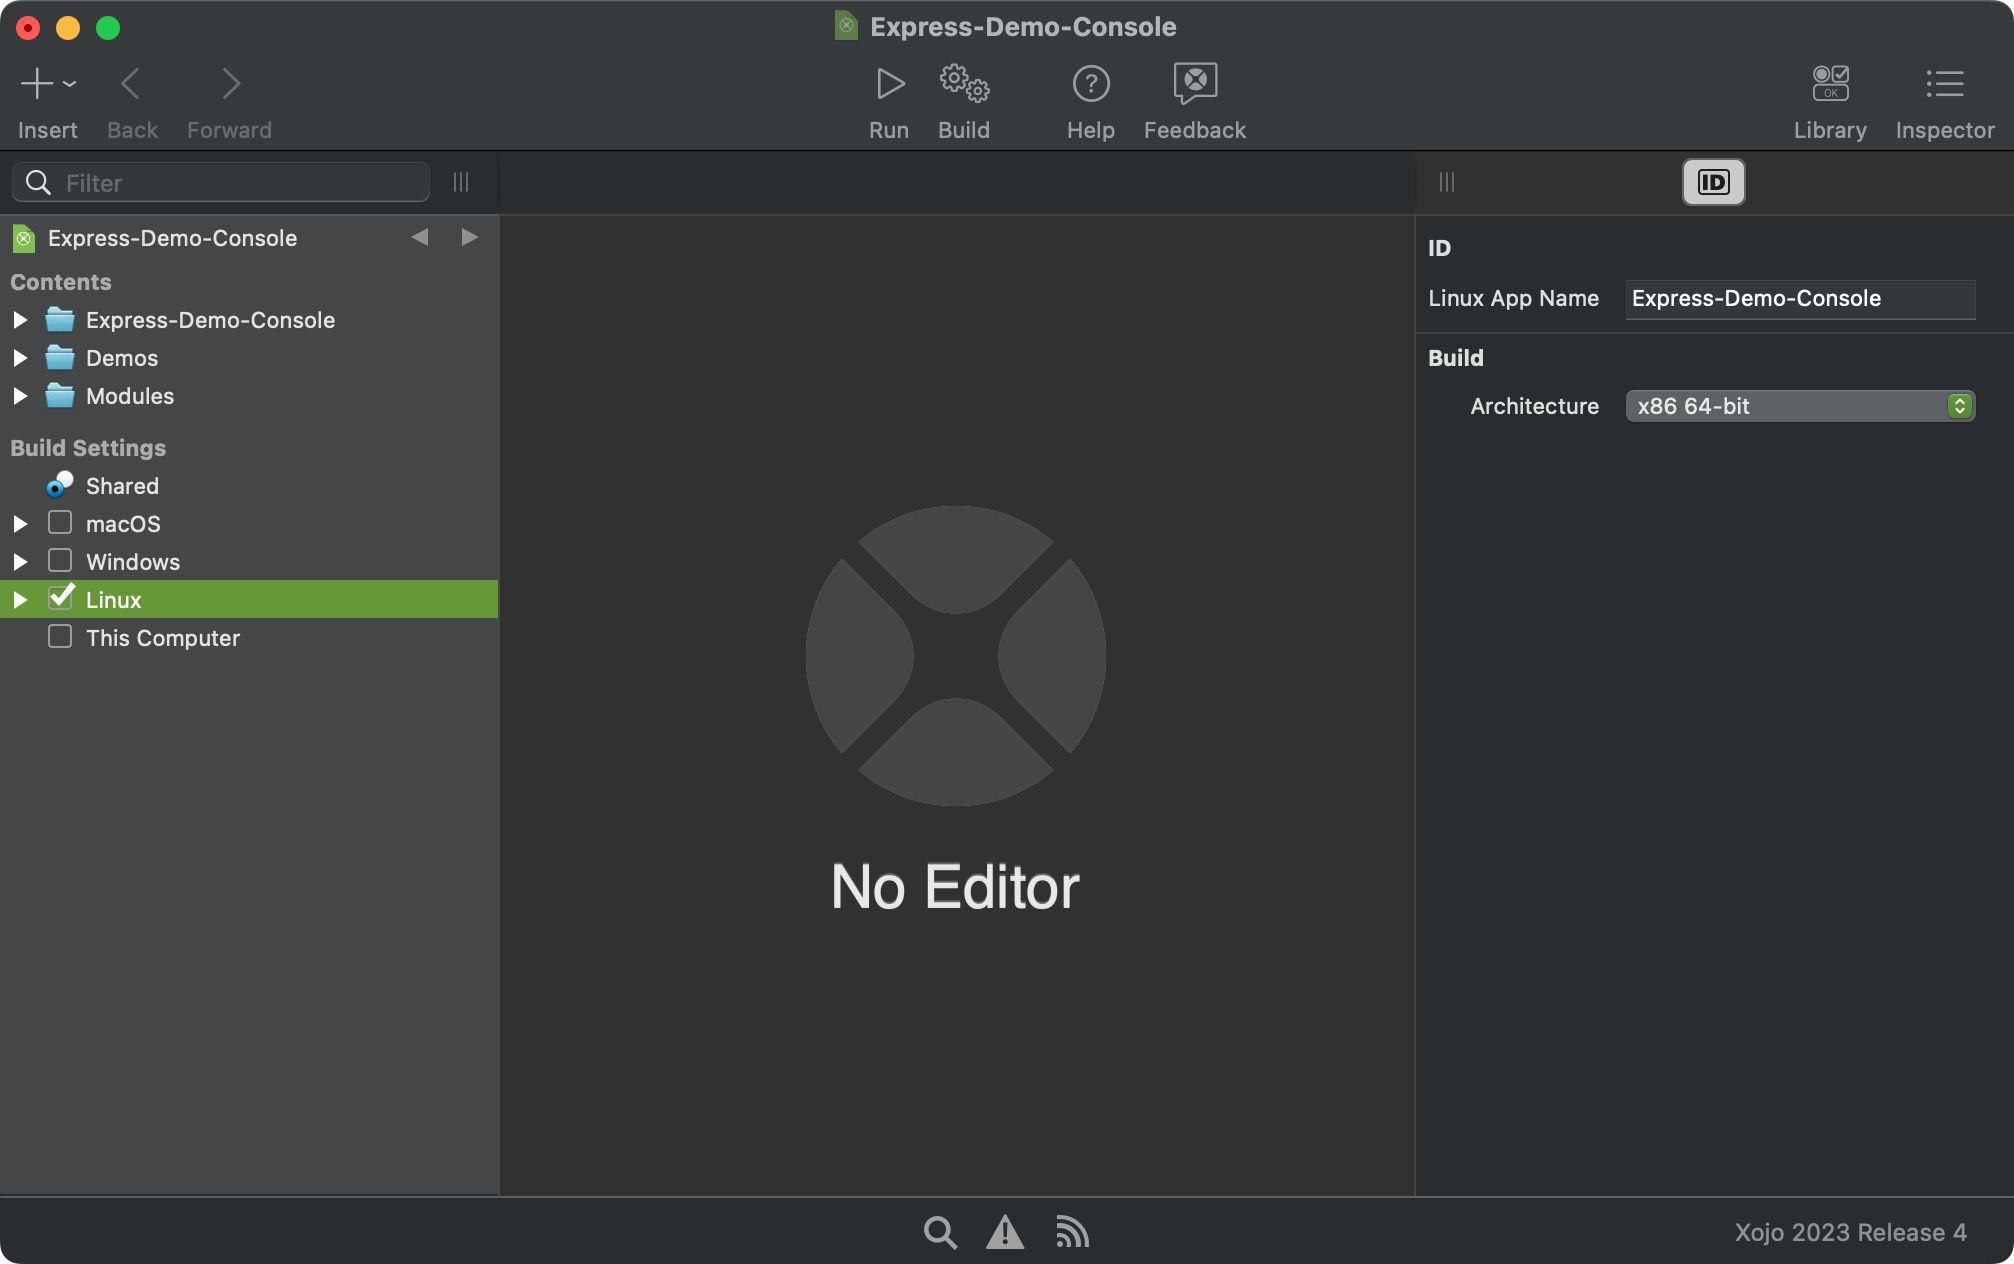 Express-Demo-Console
Insert
Back
Forward
Run
Build
Help
Feedback
OK
Library
Inspector
Filter
ID
Express-Demo-Console
Contents
Express-Demo-Console
Demos
Modules
Build Settings
Shared
macOS
Windows
Linux
This Computer
No Editor
ID
Linux App Name Express-Demo-Console
Build
Architecture x86 64-bit
Xojo 2023 Release 4